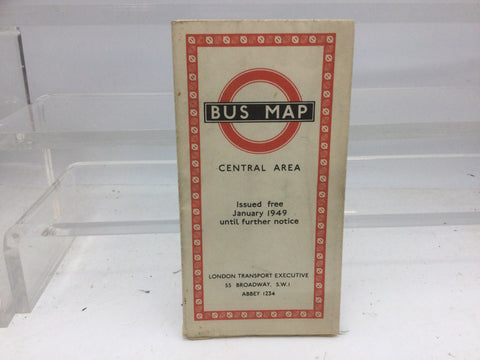 BUS MAP
CENTRAL AREA
Issued free
January 1949
until further notice
LONDON TRANSPORT EXECUTIVE
55 BROADWAY, S.W.1
ABBEY 1234